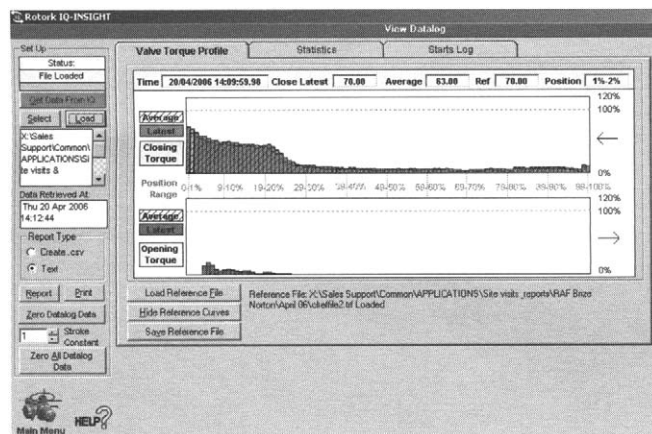 Rotork IQ-INSIGHT
View Datalog
Set Up
Status:
File Loaded
Get Data From IQ
Select Load
X:\Sales
Support\Common\
APPLICATIONS\Si
te visits &
Data Retrieved At:
Thu 20 Apr 2006
14:12:44
Report Type
Create .csv
Text
Report Print
Zero Datalog Data
1 Stroke
Constant
Zero All Datalog
Data
Main Menu HELP?
Valve Torque Profile Statistics Starts Log
Time 20/04/2006 14:09:59.98 Close Latest 70.00 Average 63.00 Ref 70.00 Position 1%-2%
120%
100%
Average
Latest
Closing
Torque
0%
Position
Range
0-1% 9-10% 19-20% 29-30% 39-40% 49-50% 59-60% 69-70% 79-80% 89-90% 99-100%
120%
100%
Average
Latest
Opening
Torque
0%
Load Reference File
Hide Reference Curves
Save Reference File
Reference File: X:\Sales Support\Common\APPLICATIONS\Site visits_reports\RAF Brize
Norton\April 06\ Loaded